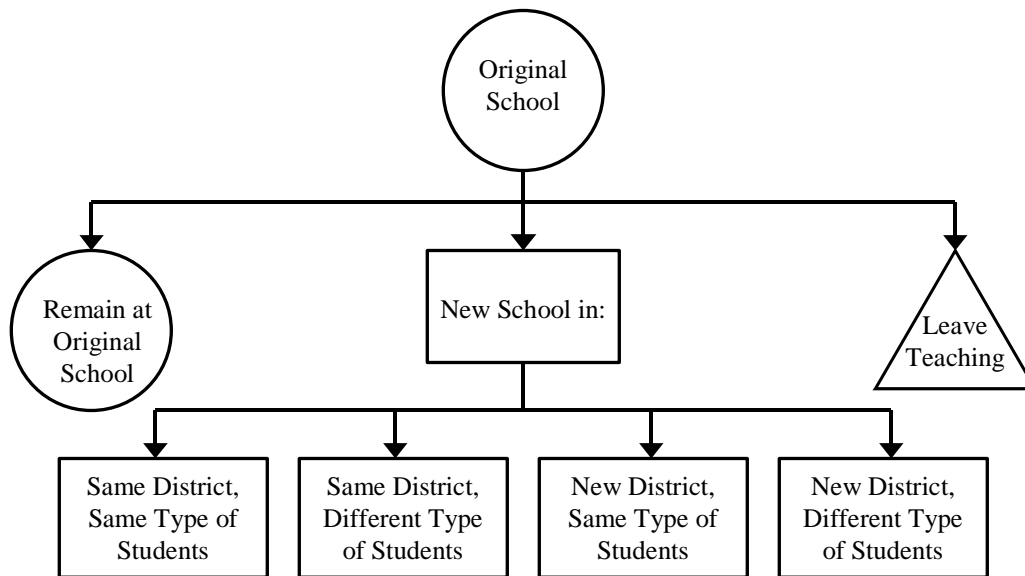 Original
School
Remain at
Original
School
New School in:
Leave
Teaching
Same District,
Same Type of
Students
Same District,
Different Type
of Students
New District,
Same Type of
Students
New District,
Different Type
of Students